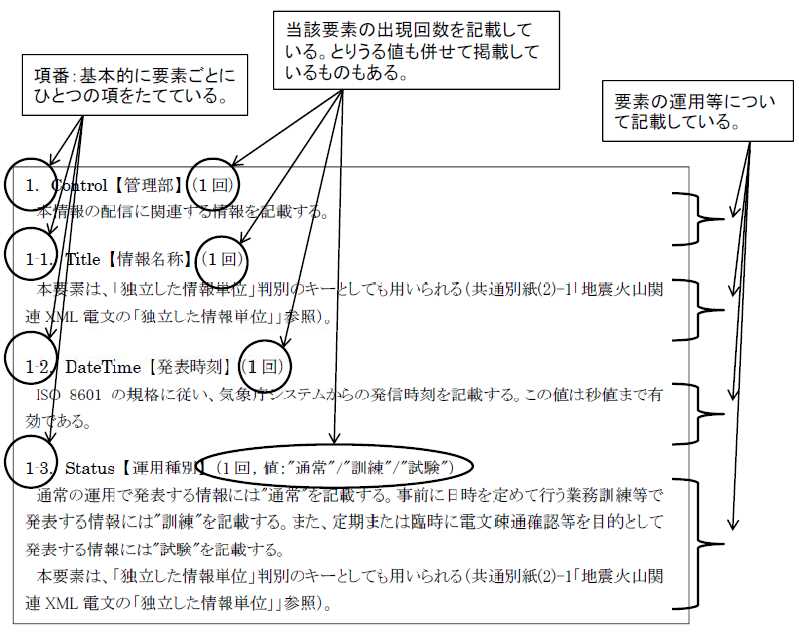 当該要素の出現回数を記載して
いる。とりうる値も併せて掲載して
いるものもある。
項番：基本的に要素ごとに
ひとつの項をたてている。
要素の運用等につい
て記載している。
1. Control【管理部】(1回)
本情報の配信に関連する情報を記載する。
1-1. Title【情報名称】(1回)
本要素は、「独立した情報単位」判別のキーとしても用いられる(共通別紙(2)-1「地震火山関
連XML電文の「独立した情報単位」」参照)。
1-2. DateTime【発表時刻】(1回)
ISO 8601 の規格に従い、気象庁システムからの発信時刻を記載する。この値は秒値まで有
効である。
1-3. Status【運用種別】(1回, 値:"通常"/"訓練"/"試験")
通常の運用で発表する情報には"通常"を記載する。事前に日時を定めて行う業務訓練等で
発表する情報には"訓練"を記載する。また、定期または臨時に電文疎通確認等を目的として
発表する情報には"試験"を記載する。
本要素は、「独立した情報単位」判別のキーとしても用いられる(共通別紙(2)-1「地震火山関
連XML電文の「独立した情報単位」」参照)。